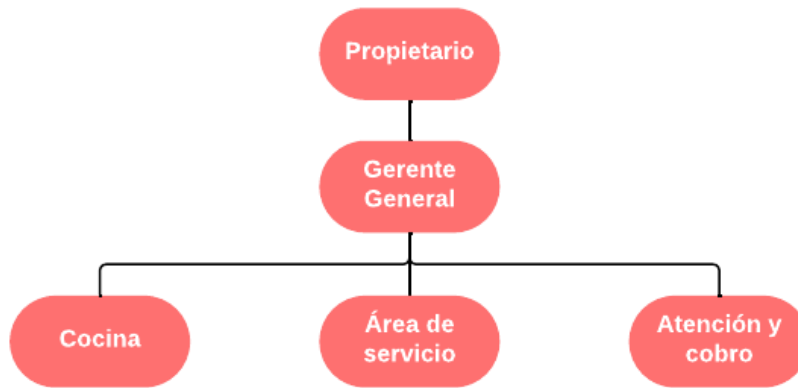 Propietario
Gerente
General
Cocina
Área de
servicio
Atención y
cobro